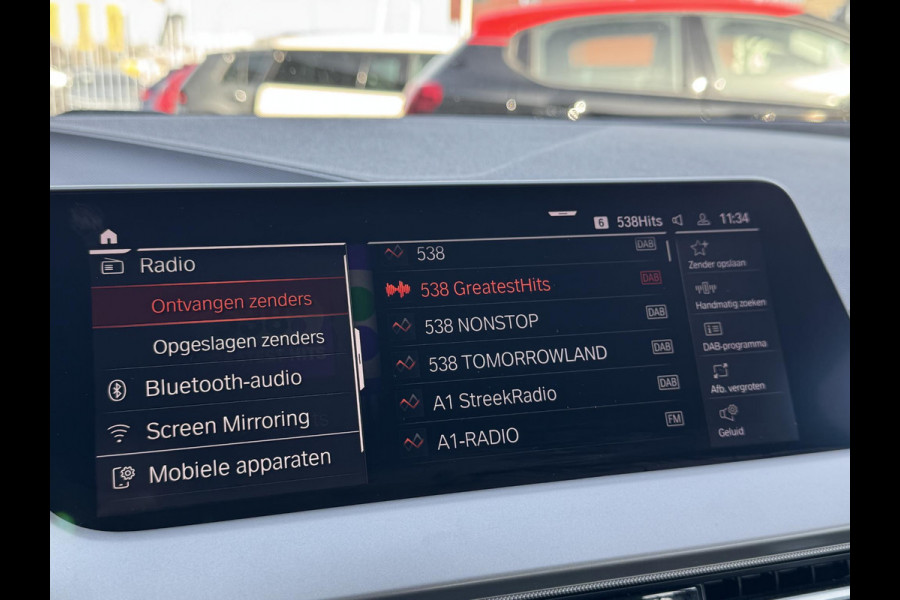 6 538Hits 11:34
Radio
Ontvangen zenders
Opgeslagen zenders
Bluetooth-audio
Screen Mirroring
Mobiele apparaten
538 DAB
538 GreatestHits DAB
538 NONSTOP DAB
538 TOMORROWLAND DAB
A1 StreekRadio DAB
A1-RADIO FM
Zender opslaan
Handmatig zoeken
DAB-programma
Afb. vergroten
Geluid